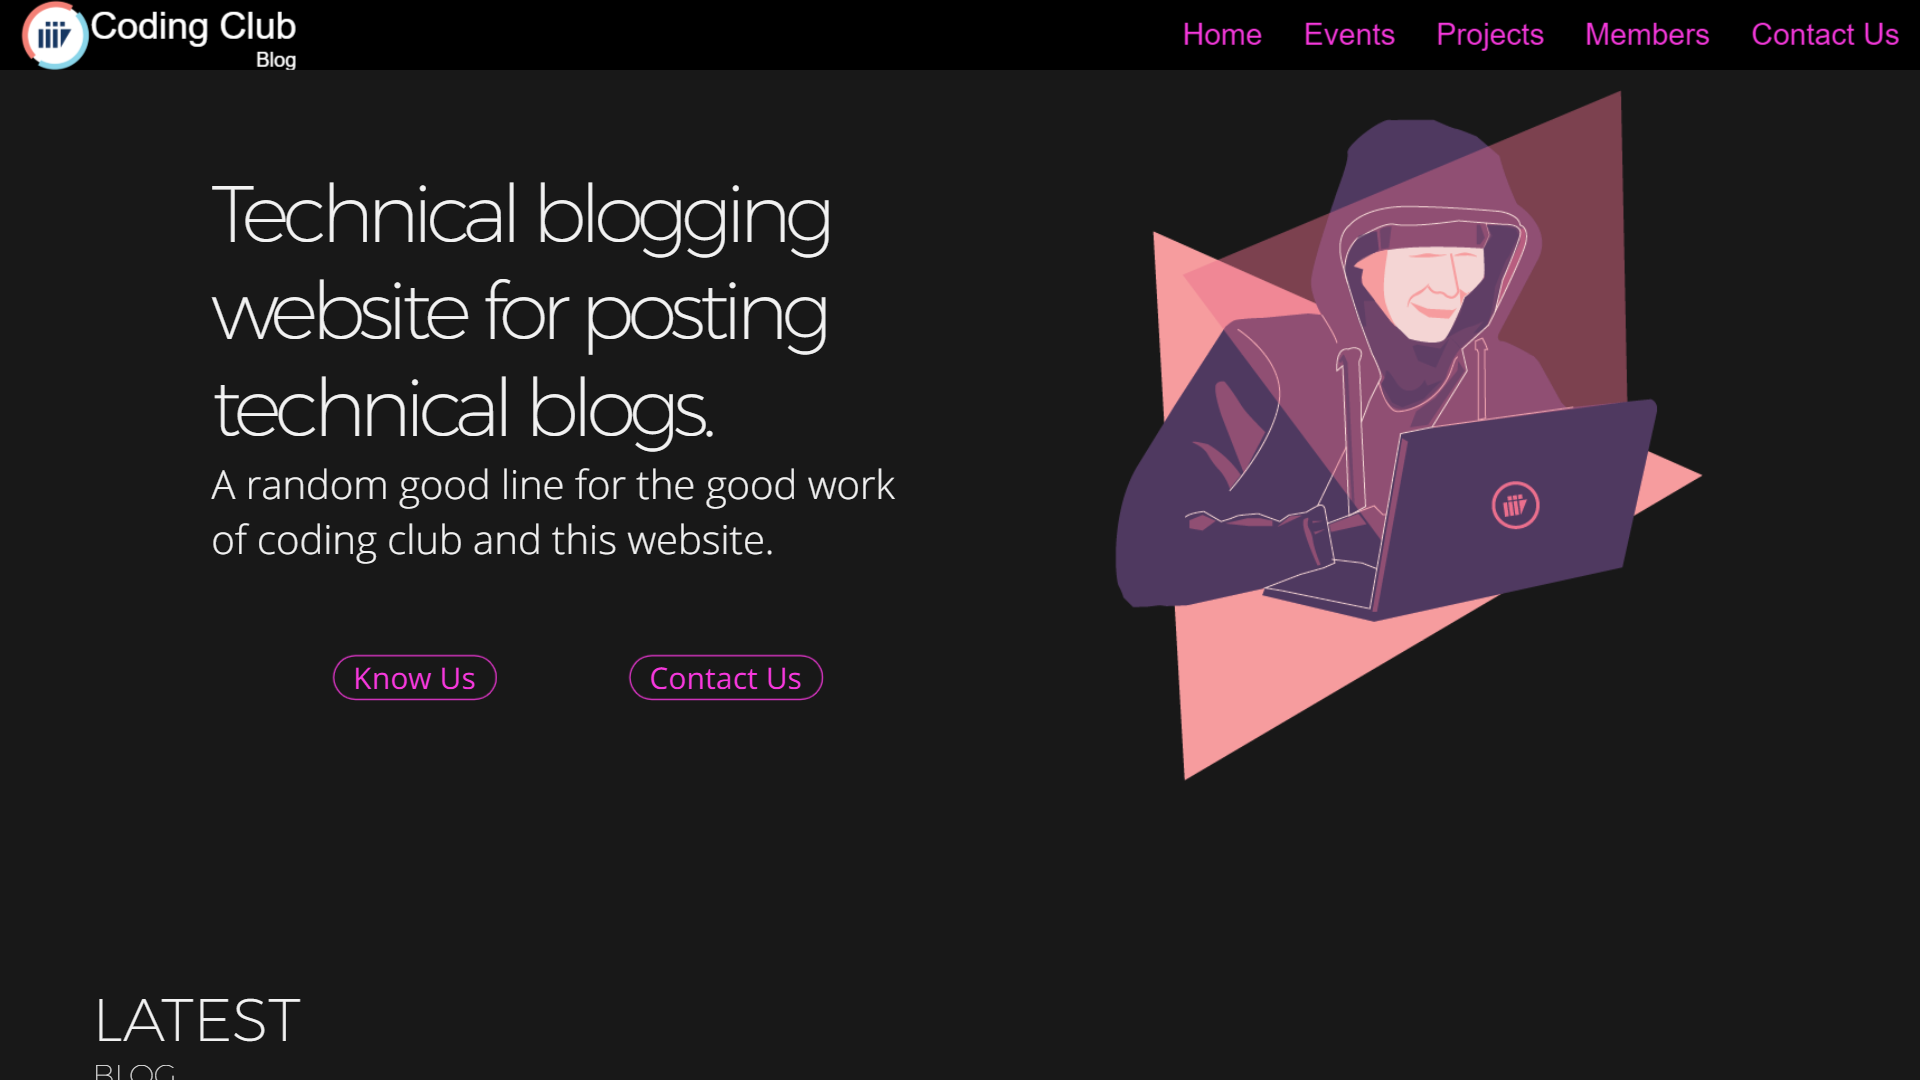 Coding Club
Blog
Home Events Projects Members Contact Us
Technical blogging
website for posting
technical blogs.
A random good line for the good work
of coding club and this website.
Know Us Contact Us
LATEST
BLOG